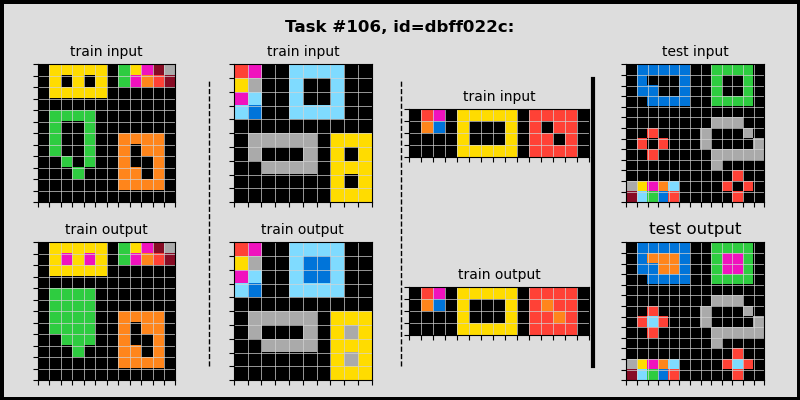 Task #106, id=dbff022c:
train input
train input
train input
test input
train output
train output
train output
test output